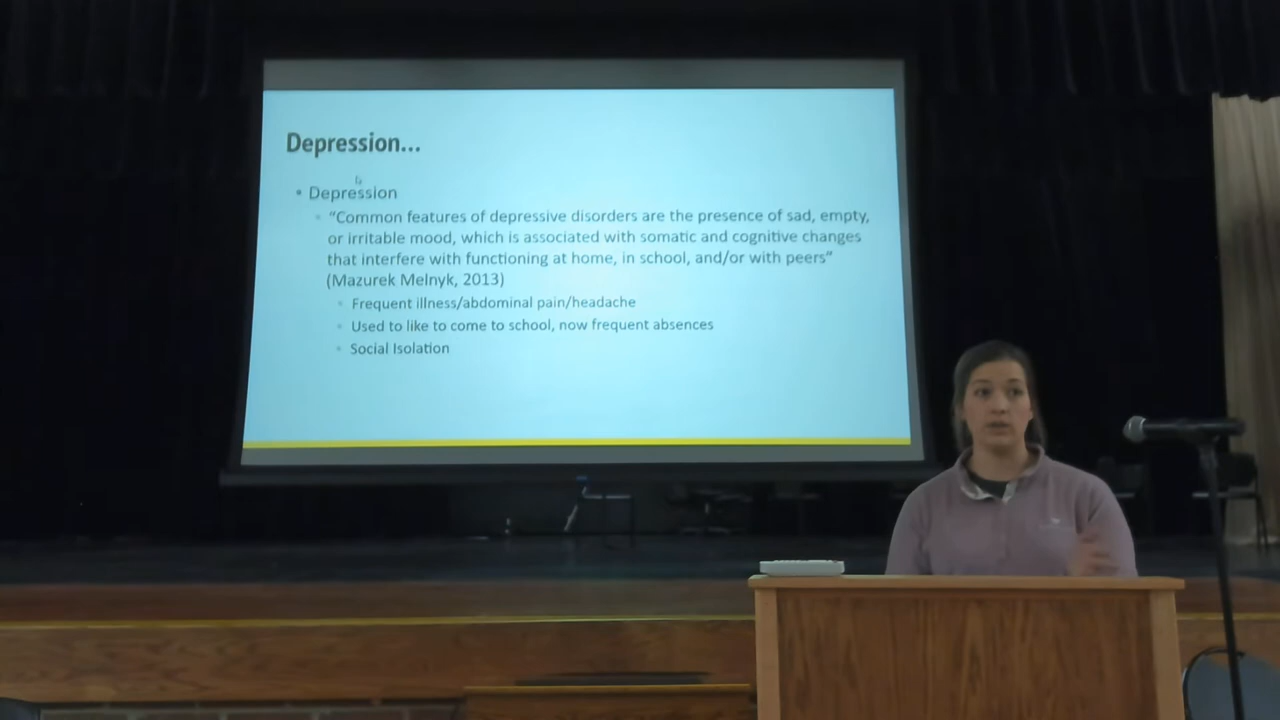 Depression...
• Depression
• “Common features of depressive disorders are the presence of sad, empty,
or irritable mood, which is associated with somatic and cognitive changes
that interfere with functioning at home, in school, and/or with peers”
(Mazurek Melnyk, 2013)
• Frequent illness/abdominal pain/headache
• Used to like to come to school, now frequent absences
• Social Isolation